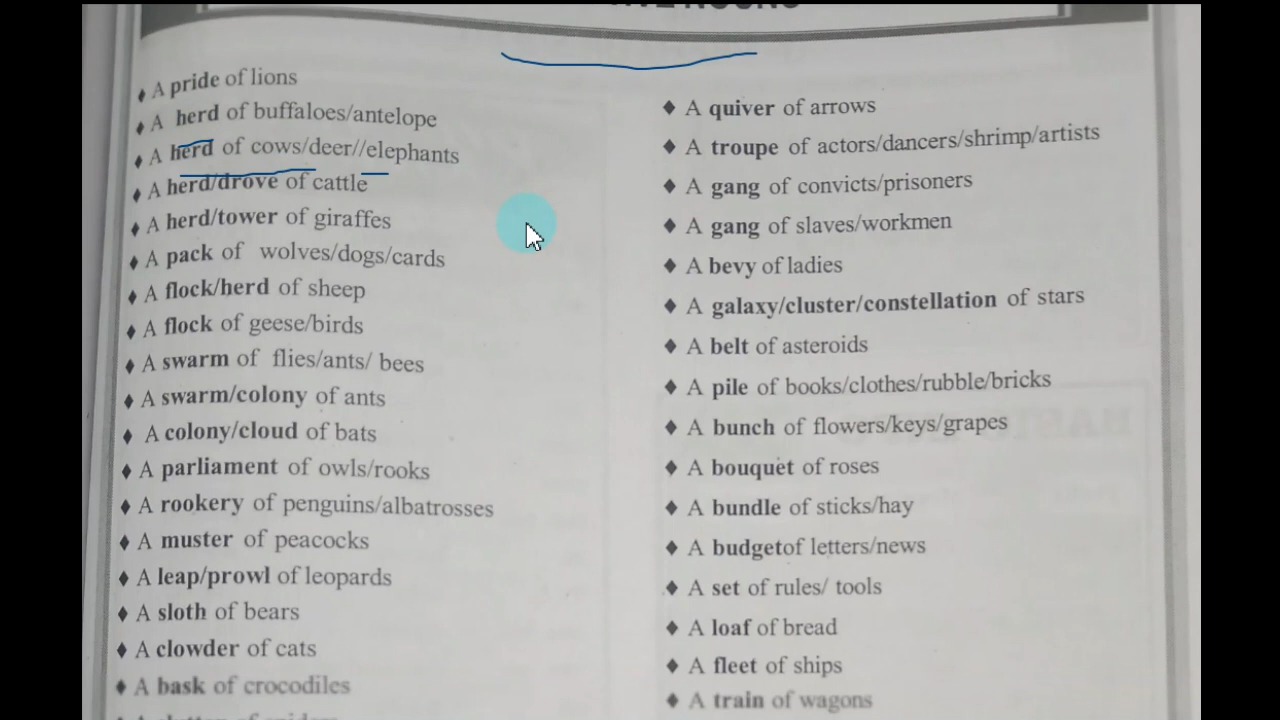 NOUNS
A pride of lions
A herd of buffaloes/antelope
A herd of cows/deer//elephants
A herd/drove of cattle
A herd/tower of giraffes
A pack of wolves/dogs/cards
A flock/herd of sheep
A flock of geese/birds
A swarm of flies/ants/ bees
A swarm/colony of ants
A colony/cloud of bats
A parliament of owls/rooks
A rookery of penguins/albatrosses
A muster of peacocks
A leap/prowl of leopards
A sloth of bears
A clowder of cats
A bask of crocodiles
A quiver of arrows
A troupe of actors/dancers/shrimp/artists
A gang of convicts/prisoners
A gang of slaves/workmen
A bevy of ladies
A galaxy/cluster/constellation of stars
A belt of asteroids
A pile of books/clothes/rubble/bricks
A bunch of flowers/keys/grapes
A bouquet of roses
A bundle of sticks/hay
A budgetof letters/news
A set of rules/ tools
A loaf of bread
A fleet of ships
A train of wagons